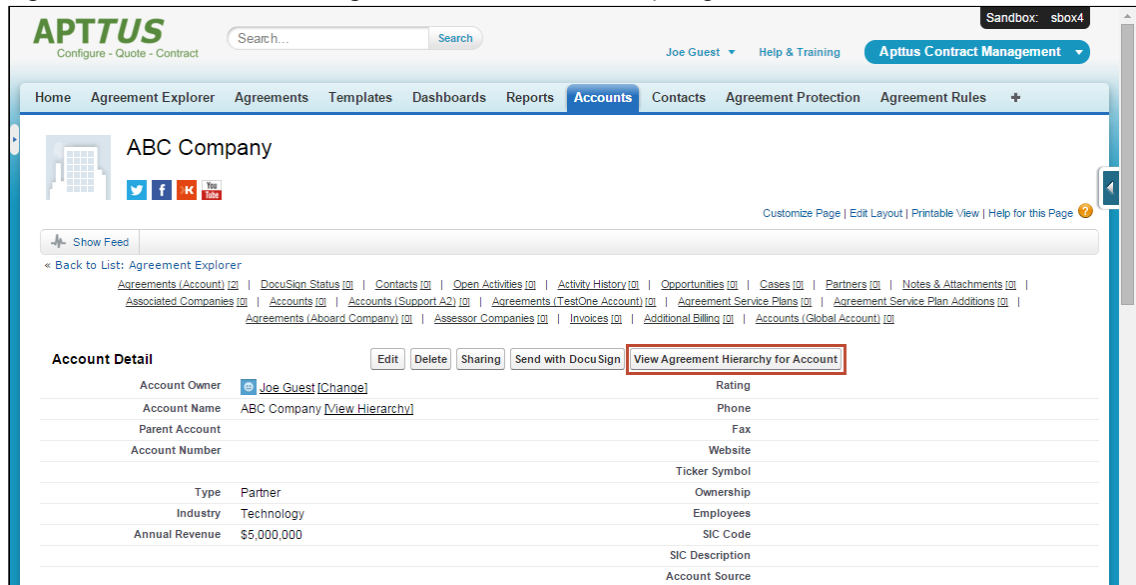 Sandbox: sbox4
APTTUS
Configure - Quote - Contract
Search... Search
Joe Guest Help & Training Apttus Contract Management
Home Agreement Explorer Agreements Templates Dashboards Reports Accounts Contacts Agreement Protection Agreement Rules +
ABC Company
You
Tube
Customize Page | Edit Layout | Printable View | Help for this Page ?
Show Feed
« Back to List: Agreement Explorer
Agreements (Account) [2] | DocuSign Status [0] | Contacts [0] | Open Activities [0] | Activity History [0] | Opportunities [0] | Cases [0] | Partners [0] | Notes & Attachments [0] |
Associated Companies [0] | Accounts [0] | Accounts (Support A2) [0] | Agreements (TestOne Account) [0] | Agreement Service Plans [0] | Agreement Service Plan Additions [0] |
Agreements (Aboard Company) [0] | Assessor Companies [0] | Invoices [0] | Additional Billing [0] | Accounts (Global Account) [0]
Account Detail Edit Delete Sharing Send with DocuSign View Agreement Hierarchy for Account
Account Owner Joe Guest [Change] Rating
Account Name ABC Company [View Hierarchy] Phone
Parent Account Fax
Account Number Website
Ticker Symbol
Type Partner Ownership
Industry Technology Employees
Annual Revenue $5,000,000 SIC Code
SIC Description
Account Source